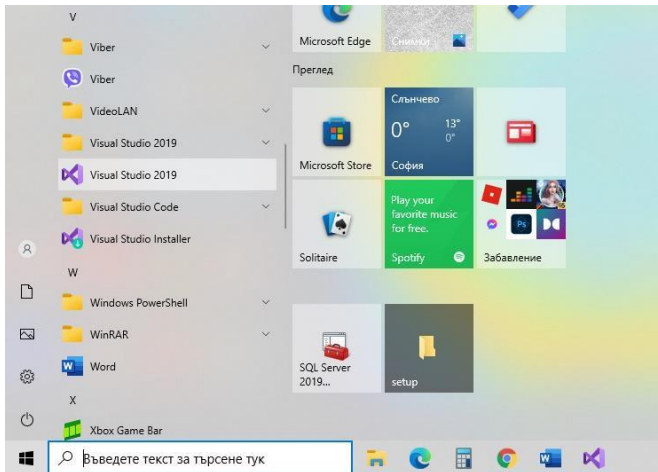 V
Viber
Viber
VideoLAN
Visual Studio 2019
Visual Studio 2019
Visual Studio Code
Visual Studio Installer
W
Windows PowerShell
WinRAR
Word
X
Xbox Game Bar
Microsoft Edge
Снимки
Преглед
Microsoft Store
Слънчево
0° 13°
0°
София
Solitaire
Play your
favorite music
for free.
Spotify
Ps
Забавление
SQL Server
2019...
setup
Въведете текст за търсене тук